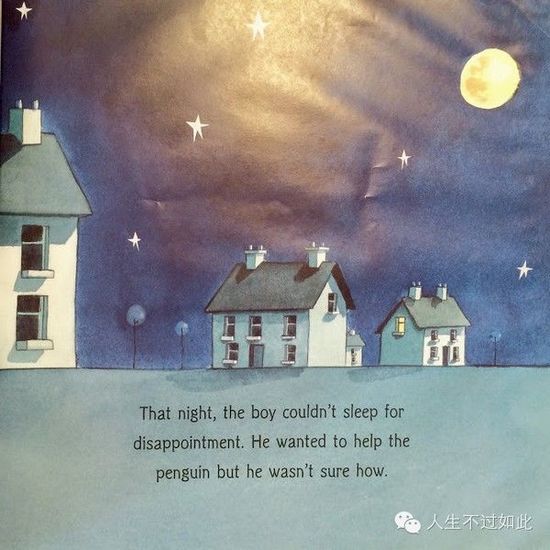 That night, the boy couldn't sleep for
disappointment. He wanted to help the
penguin but he wasn't sure how.
人生不过如此